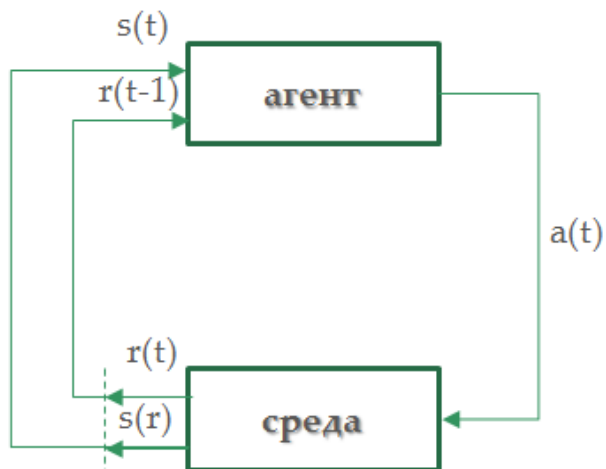 s(t)
r(t-1)
агент
a(t)
r(t)
s(r)
среда